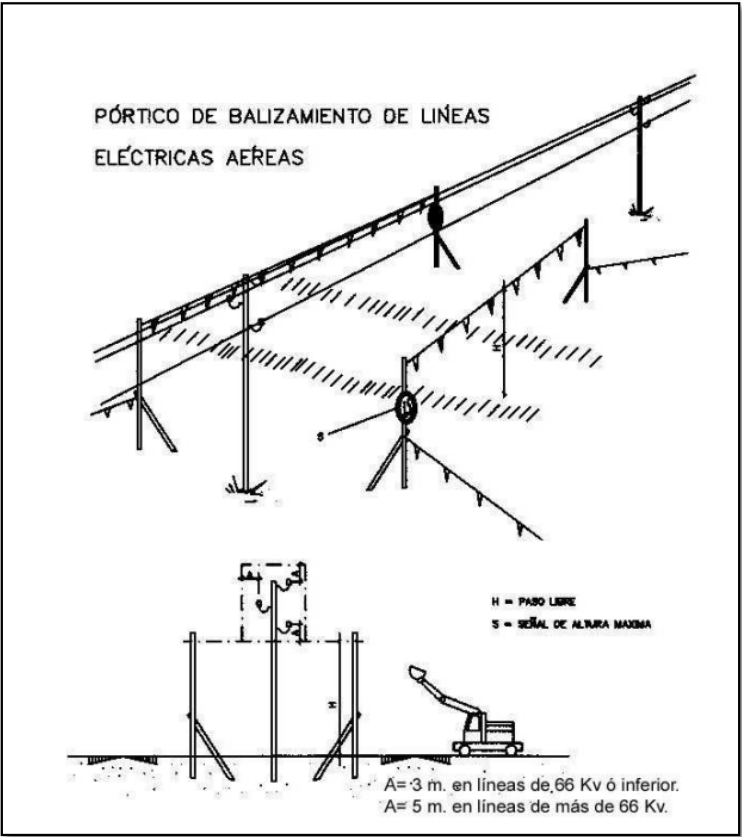 PÓRTICO DE BALIZAMIENTO DE LÍNEAS
ELÉCTRICAS AÉREAS
H
S
A
A
A
H
H = PASO LIBRE
S = SEÑAL DE ALTURA MAXIMA
A= 3 m. en líneas de 66 Kv ó inferior.
A= 5 m. en líneas de más de 66 Kv.